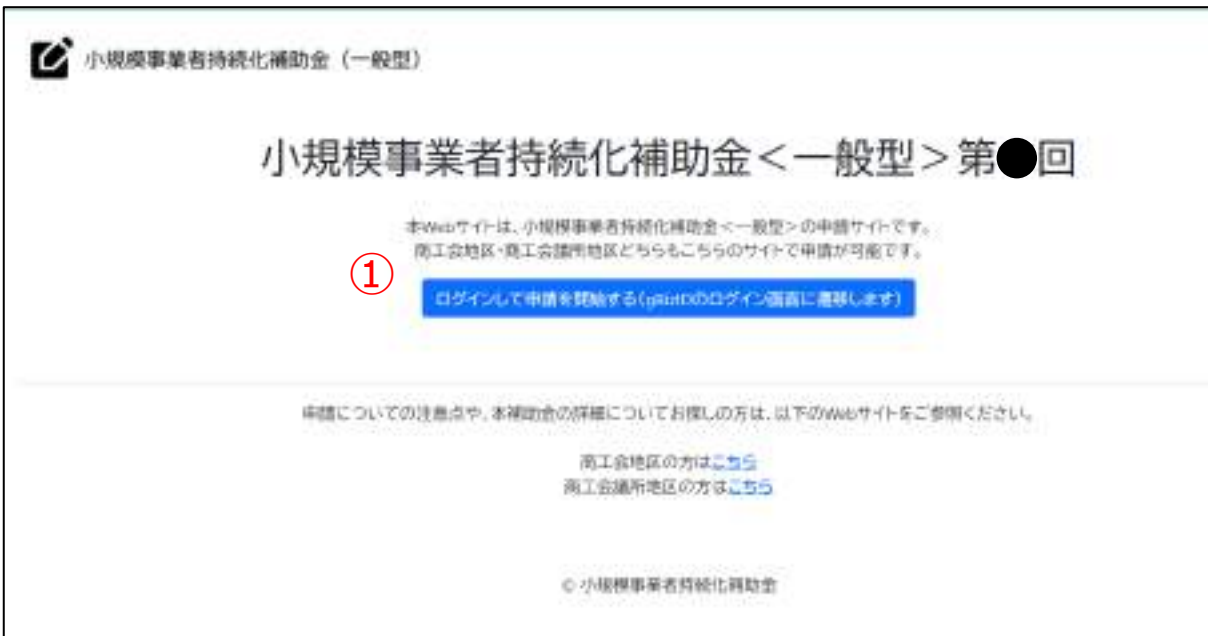 小規模事業者持続化補助金（一般型）
小規模事業者持続化補助金＜一般型＞第●回
本Webサイトは、小規模事業者持続化補助金＜一般型＞の申請サイトです。
商工会地区・商工会議所地区どちらもこちらのサイトで申請が可能です。
①
ログインして申請を開始する(gBizIDのログイン画面に遷移します)
申請についての注意点や、本補助金の詳細についてお探しの方は、以下のWebサイトをご参照ください。
商工会地区の方はこちら
商工会議所地区の方はこちら
© 小規模事業者持続化補助金